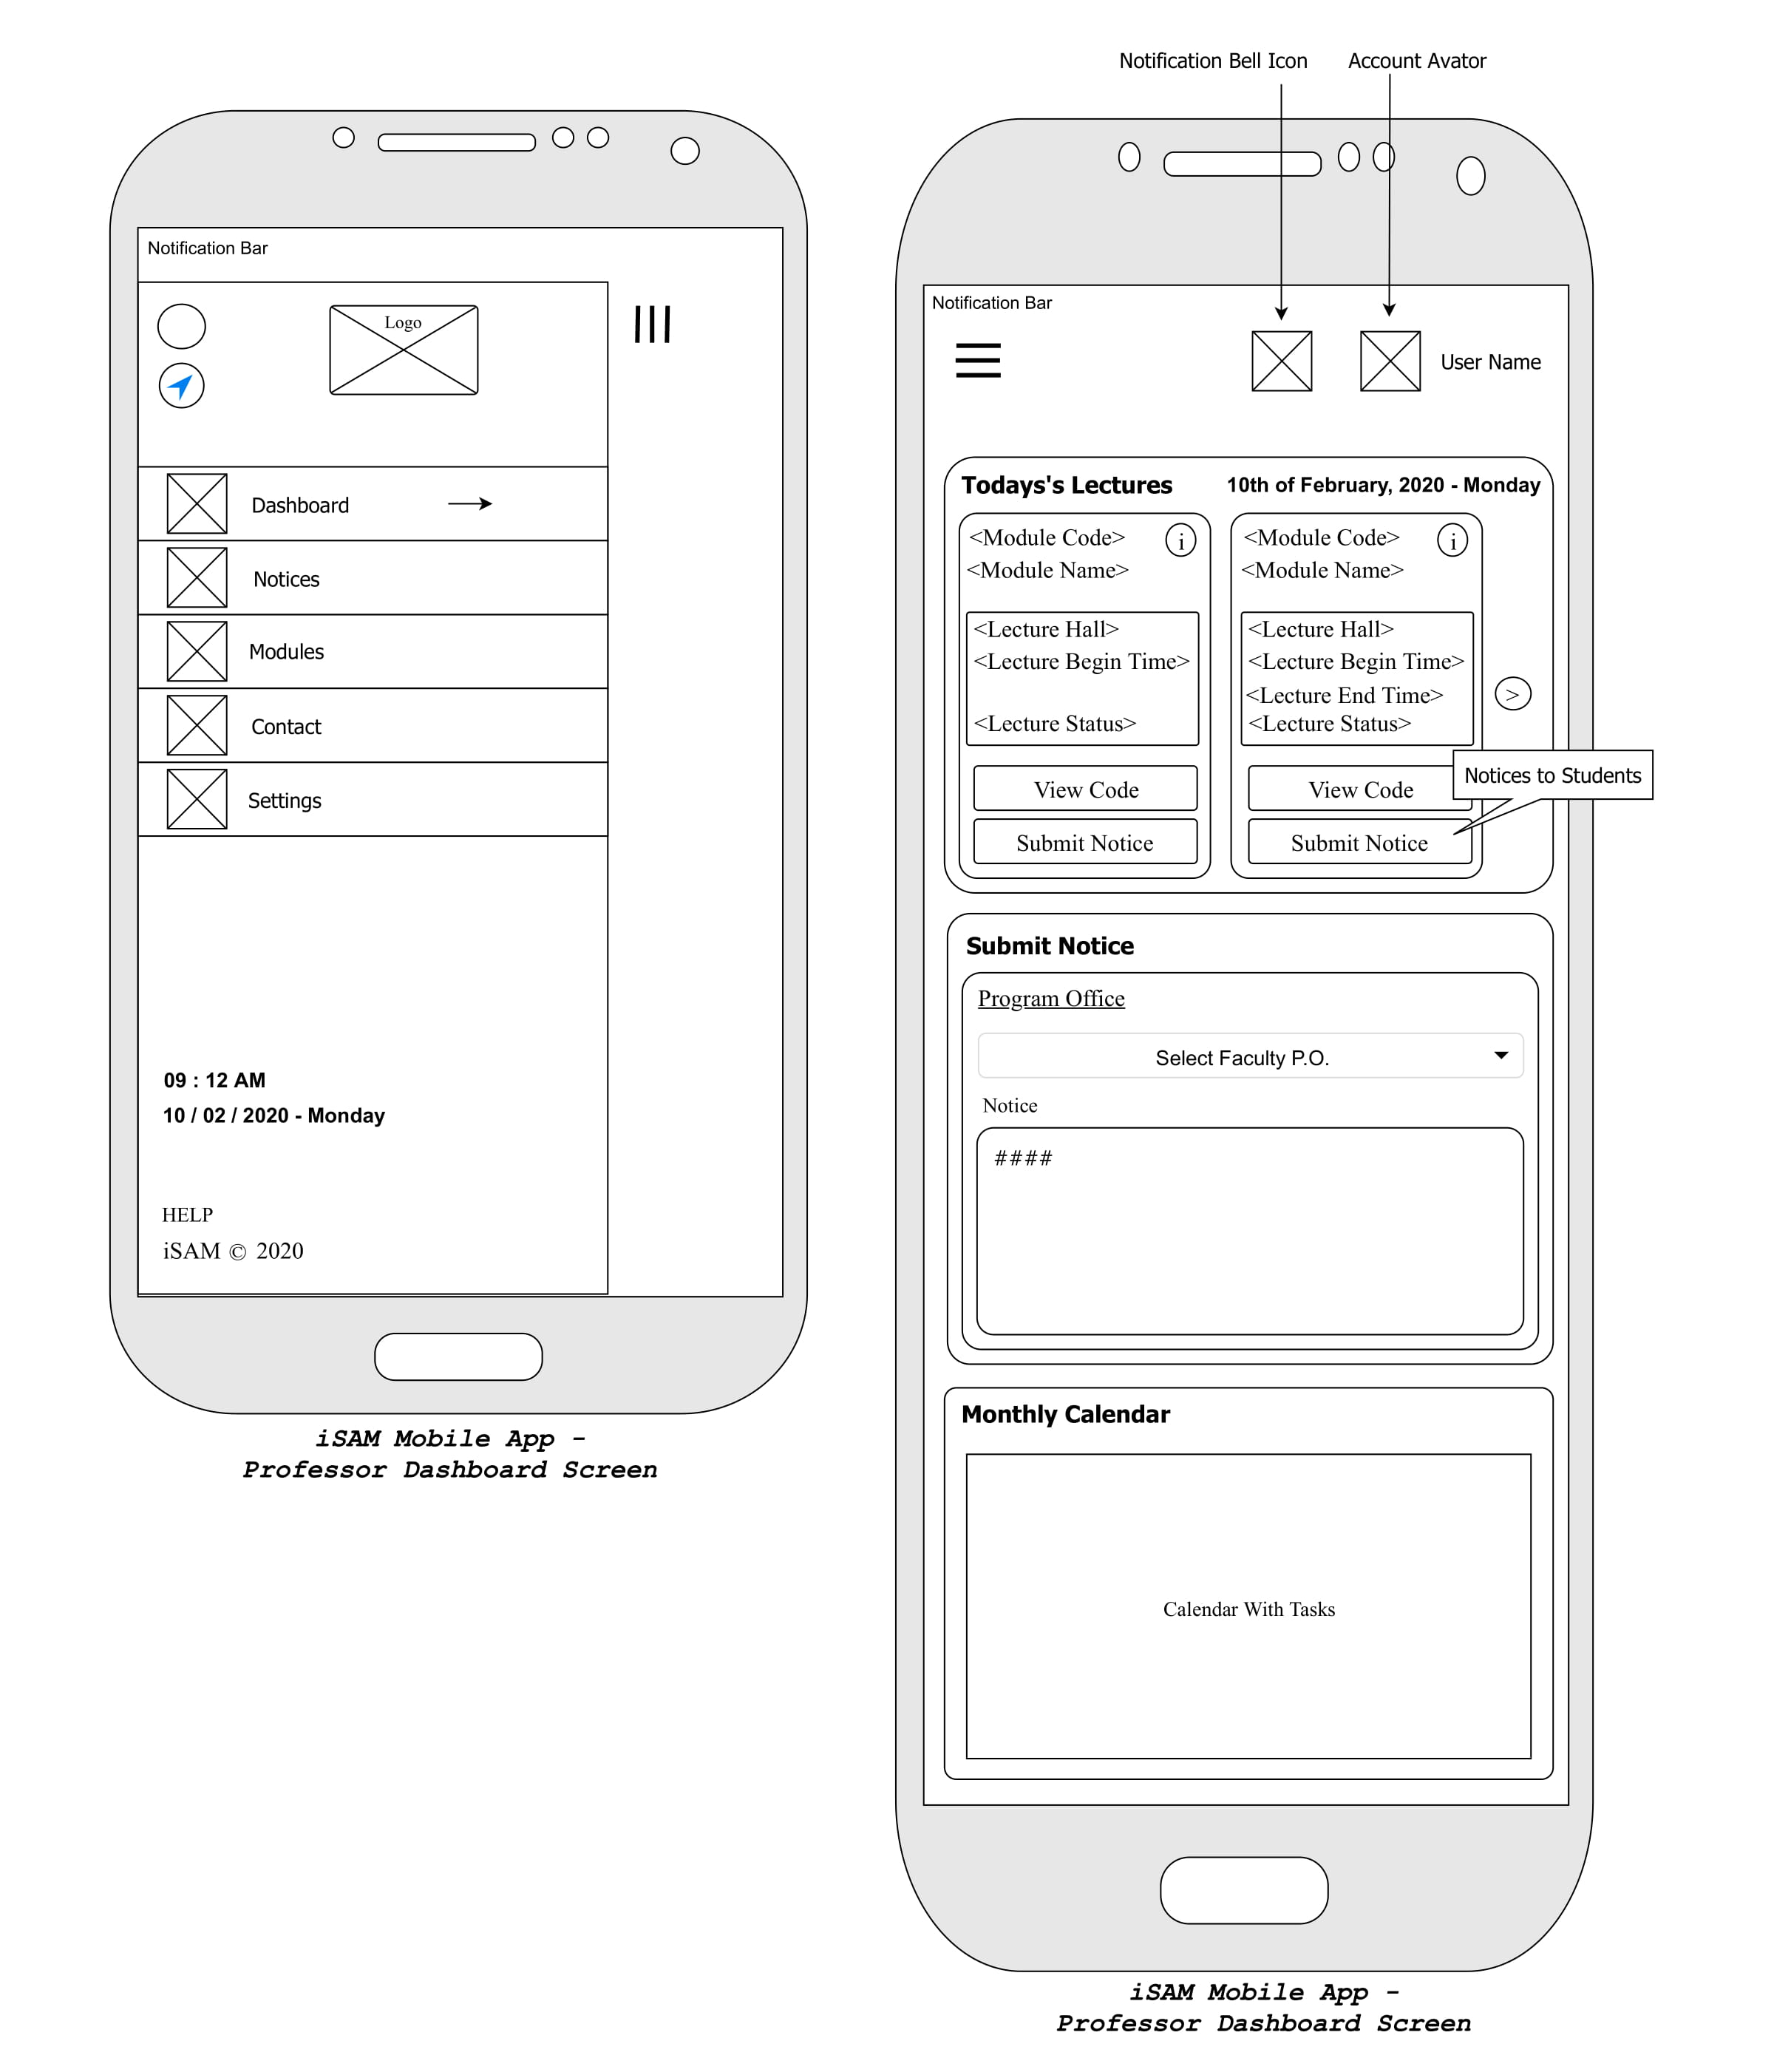 Notification Bell Icon
Account Avator
Notification Bar
Logo
Dashboard
Notices
Modules
Contact
Settings
09 : 12 AM
10 / 02 / 2020 - Monday
HELP
iSAM © 2020
iSAM Mobile App -
Professor Dashboard Screen
Notification Bar
User Name
Todays's Lectures
10th of February, 2020 - Monday
<Module Code>
i
<Module Name>
<Lecture Hall>
<Lecture Begin Time>
<Lecture Status>
View Code
Submit Notice
<Module Code>
i
<Module Name>
<Lecture Hall>
<Lecture Begin Time>
<Lecture End Time>
<Lecture Status>
View Code
Submit Notice
>
Notices to Students
Submit Notice
Program Office
Select Faculty P.O.
Notice
####
Monthly Calendar
Calendar With Tasks
iSAM Mobile App -
Professor Dashboard Screen